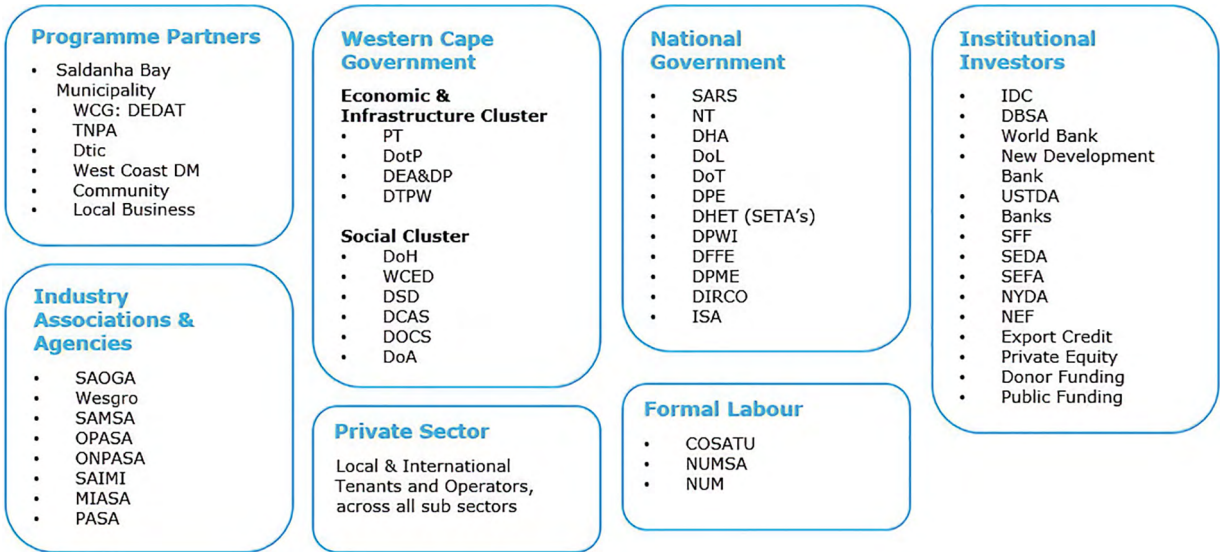 Programme Partners
• Saldanha Bay
Municipality
• WCG: DEDAT
• TNPA
• Dtic
• West Coast DM
• Community
• Local Business
Industry
Associations &
Agencies
• SAOGA
• Wesgro
• SAMSA
• OPASA
• ONPASA
• SAIMI
• MIASA
• PASA
Western Cape
Government
Economic &
Infrastructure Cluster
• PT
• DotP
• DEA&DP
• DTPW
Social Cluster
• DoH
• WCED
• DSD
• DCAS
• DOCS
• DoA
Private Sector
Local & International
Tenants and Operators,
across all sub sectors
National
Government
• SARS
• NT
• DHA
• DoL
• DoT
• DPE
• DHET (SETA's)
• DPWI
• DFFE
• DPME
• DIRCO
• ISA
Formal Labour
• COSATU
• NUMSA
• NUM
Institutional
Investors
• IDC
• DBSA
• World Bank
• New Development
Bank
• USTDA
• Banks
• SFF
• SEDA
• SEFA
• NYDA
• NEF
• Export Credit
• Private Equity
• Donor Funding
• Public Funding